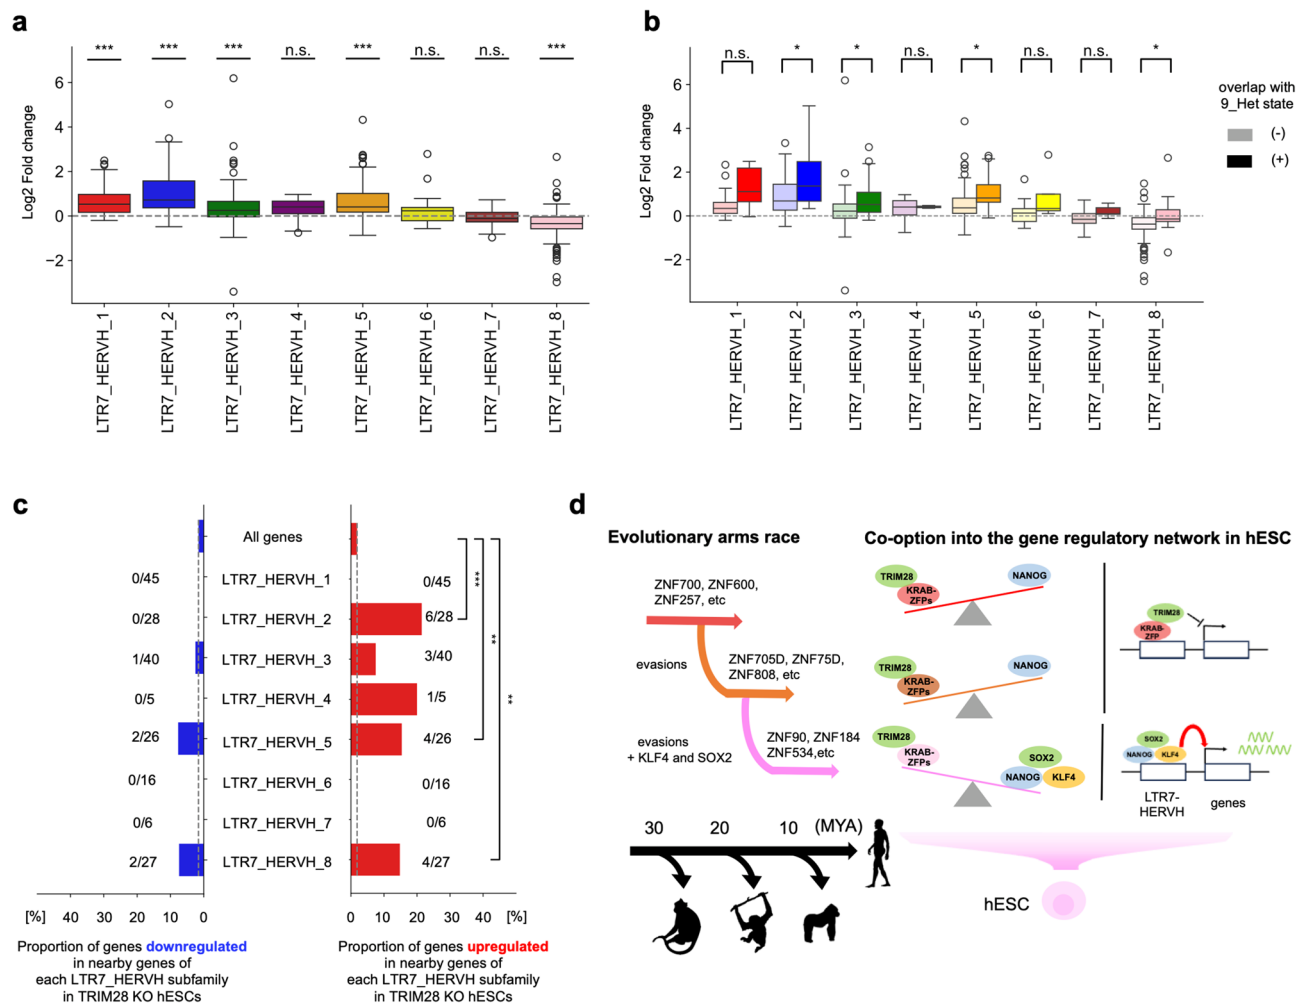 a
*** *** *** n.s. *** n.s. n.s. ***
Log2 Fold change
6
4
2
0
−2
LTR7_HERVH_1
LTR7_HERVH_2
LTR7_HERVH_3
LTR7_HERVH_4
LTR7_HERVH_5
LTR7_HERVH_6
LTR7_HERVH_7
LTR7_HERVH_8
b
n.s. * * n.s. * n.s. n.s. *
Log2 Fold change
6
4
2
0
−2
LTR7_HERVH_1
LTR7_HERVH_2
LTR7_HERVH_3
LTR7_HERVH_4
LTR7_HERVH_5
LTR7_HERVH_6
LTR7_HERVH_7
LTR7_HERVH_8
overlap with
9_Het state
(-)
(+)
c
All genes
0/45 LTR7_HERVH_1 0/45
0/28 LTR7_HERVH_2 6/28
1/40 LTR7_HERVH_3 3/40
0/5 LTR7_HERVH_4 1/5
2/26 LTR7_HERVH_5 4/26
0/16 LTR7_HERVH_6 0/16
0/6 LTR7_HERVH_7 0/6
2/27 LTR7_HERVH_8 4/27
***
**
**
[%] 40 30 20 10 0
0 10 20 30 40 [%]
Proportion of genes downregulated
in nearby genes of
each LTR7_HERVH subfamily
in TRIM28 KO hESCs
Proportion of genes upregulated
in nearby genes of
each LTR7_HERVH subfamily
in TRIM28 KO hESCs
d
Evolutionary arms race
ZNF700, ZNF600,
ZNF257, etc
evasions
ZNF705D, ZNF75D,
ZNF808, etc
evasions
+ KLF4 and SOX2
ZNF90, ZNF184
ZNF534,etc
30 20 10 (MYA)
Co-option into the gene regulatory network in hESC
TRIM28
KRAB-
ZFPs
NANOG
TRIM28
KRAB-
ZFPs
NANOG
TRIM28
KRAB-
ZFPs
SOX2
NANOG
KLF4
TRIM28
KRAB-
ZFP
SOX2
NANOG
KLF4
LTR7-
HERVH
genes
hESC